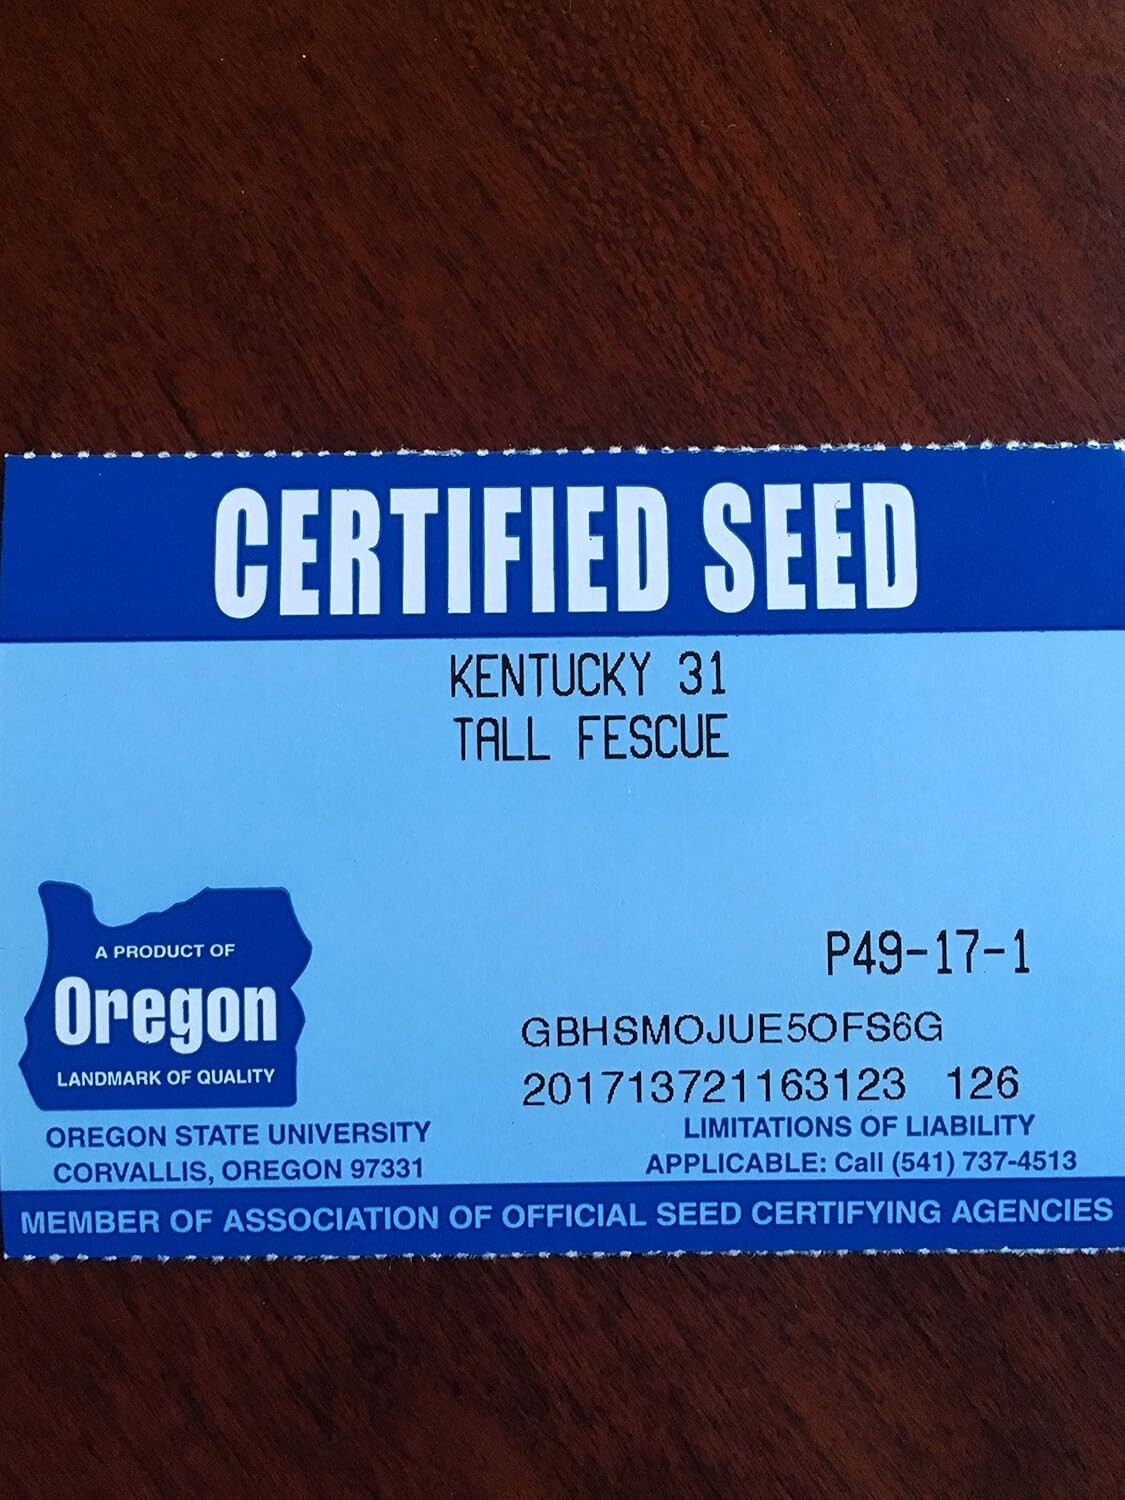 CERTIFIED SEED
KENTUCKY 31
TALL FESCUE
A PRODUCT OF
Oregon
LANDMARK OF QUALITY
P49-17-1
GBHSMOJUE5OFS6G
201713721163123 126
OREGON STATE UNIVERSITY
CORVALLIS, OREGON 97331
LIMITATIONS OF LIABILITY
APPLICABLE: Call (541) 737-4513
MEMBER OF ASSOCIATION OF OFFICIAL SEED CERTIFYING AGENCIES